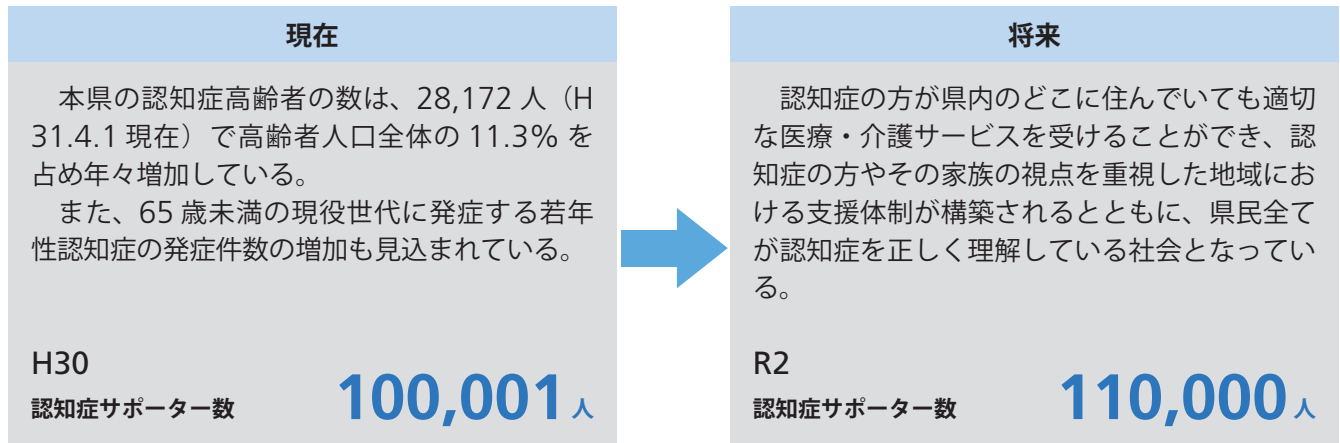 現在
本県の認知症高齢者の数は、28,172 人（H
31.4.1 現在）で高齢者人口全体の 11.3% を
占め年々増加している。
また、65 歳未満の現役世代に発症する若年
性認知症の発症件数の増加も見込まれている。
H30
認知症サポーター数 100,001 人
将来
認知症の方が県内のどこに住んでいても適切
な医療・介護サービスを受けることができ、認
知症の方やその家族の視点を重視した地域にお
ける支援体制が構築されるとともに、県民全て
が認知症を正しく理解している社会となってい
る。
R2
認知症サポーター数 110,000 人